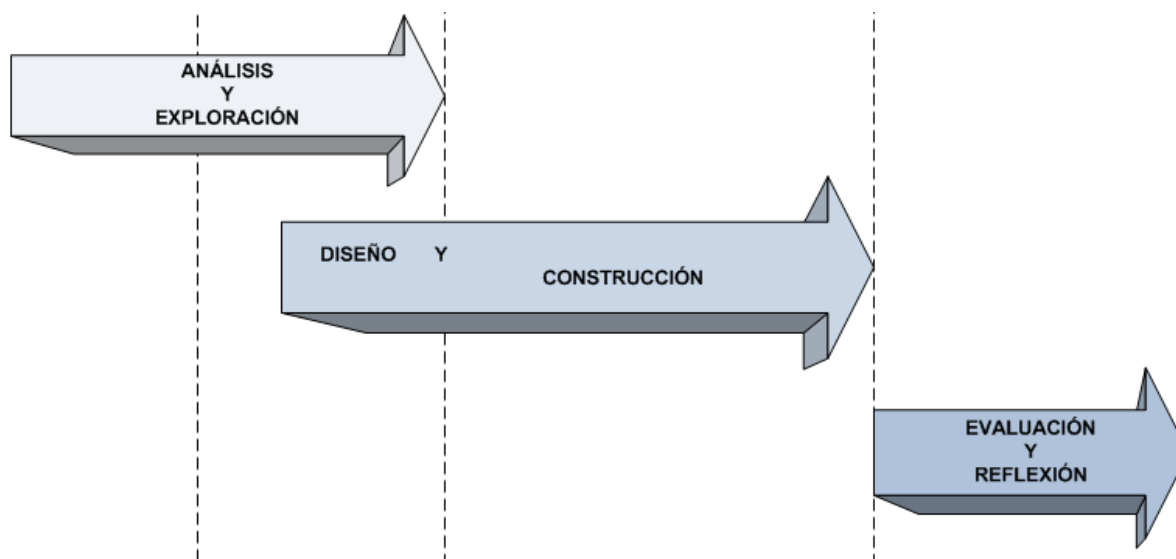 ANÁLISIS
Y
EXPLORACIÓN
DISEÑO Y
CONSTRUCCIÓN
EVALUACIÓN
Y
REFLEXIÓN